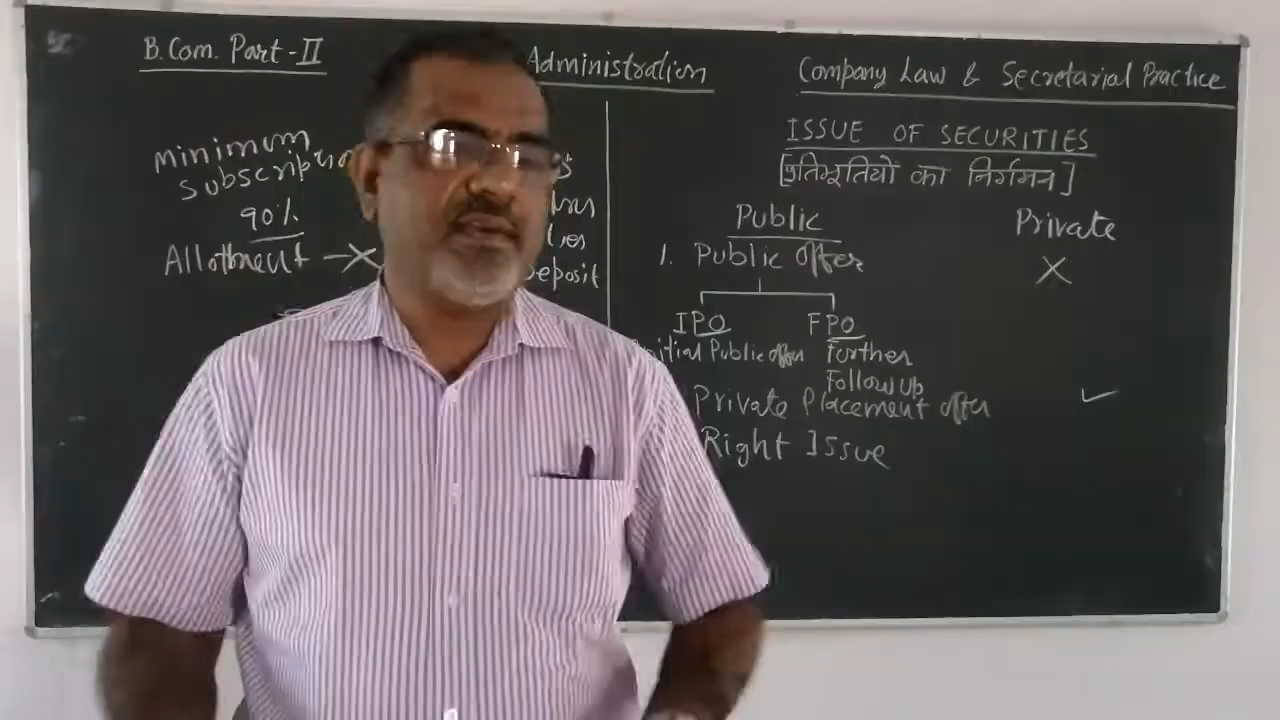 B.Com. Part-II
Administration
Company Law & Secretarial Practice
minimum
subscription
90%
Allotment
Deposit
ISSUE OF SECURITIES
[प्रतिभूतियों का निर्गमन]
Public
Private
1. Public offer
IPO FPO
Initial Public offer Further
Follow up
Private Placement offer
Right Issue